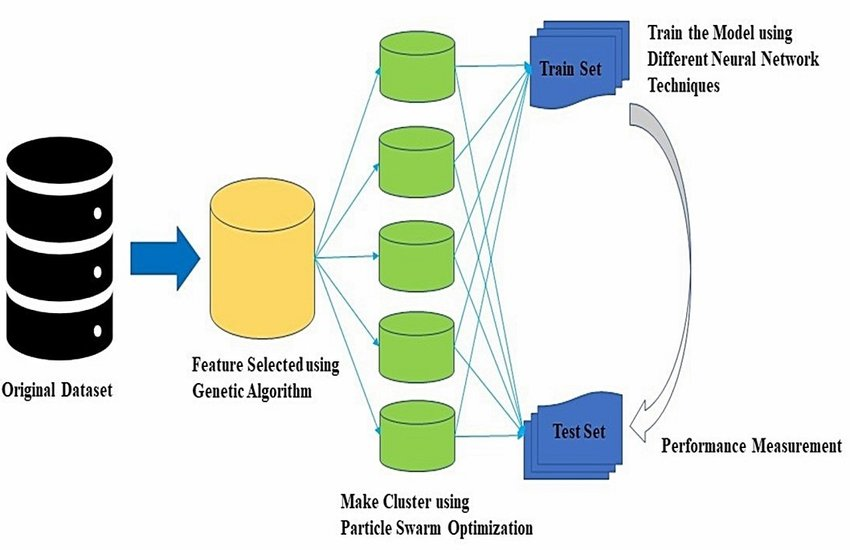 Train Set
Train the Model using
Different Neural Network
Techniques
Original Dataset
Feature Selected using
Genetic Algorithm
Make Cluster using
Particle Swarm Optimization
Test Set
Performance Measurement